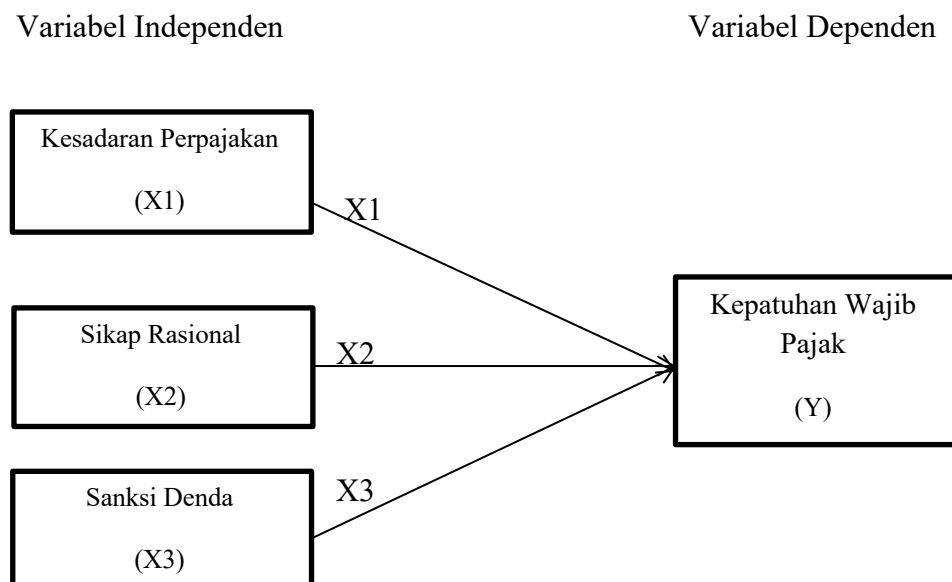 Variabel Independen
Variabel Dependen
Kesadaran Perpajakan
(X1)
X1
Sikap Rasional
(X2)
X2
Sanksi Denda
(X3)
X3
Kepatuhan Wajib
Pajak
(Y)